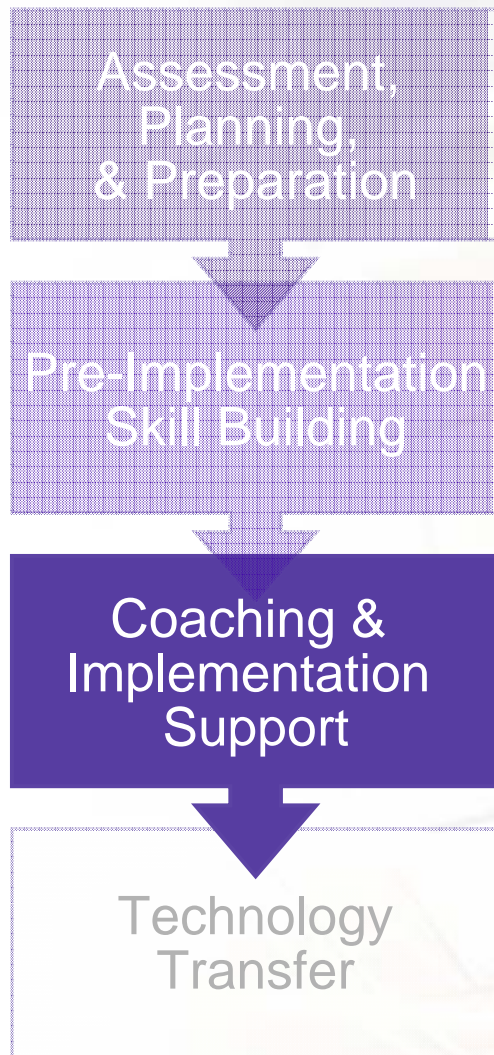 Assessment,
Planning,
& Preparation
Pre-Implementation
Skill Building
Coaching &
Implementation
Support
Technology
Transfer